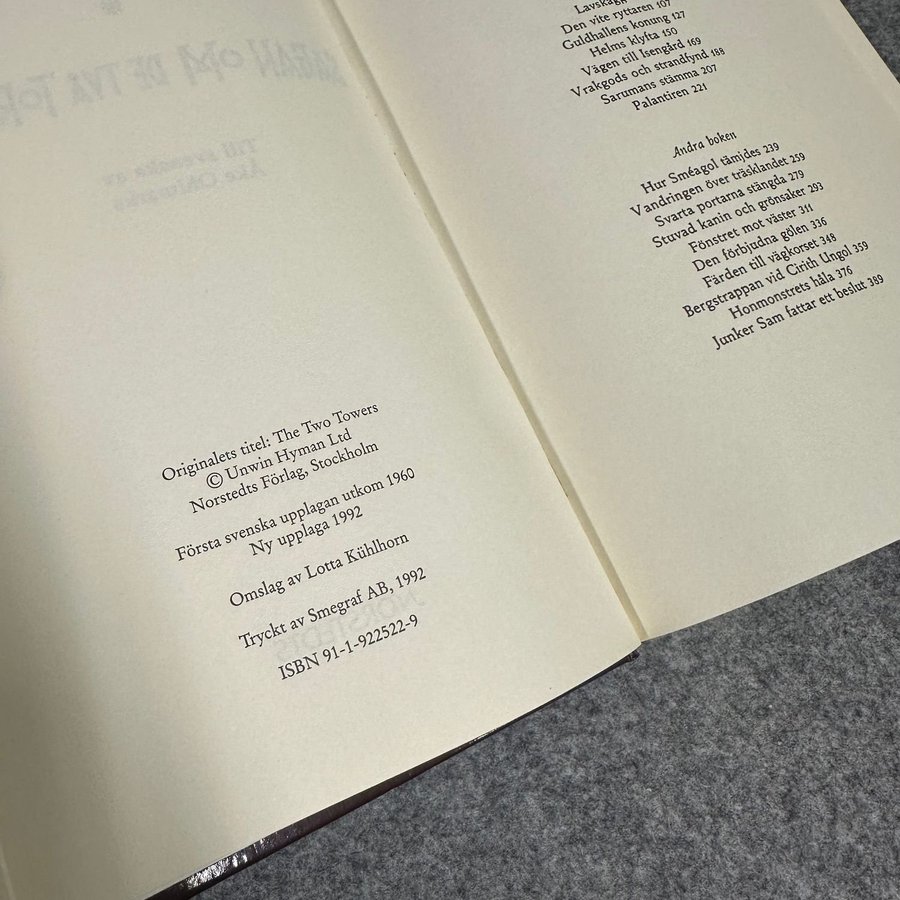 Originalets titel: The Two Towers
© Unwin Hyman Ltd
Norstedts Förlag, Stockholm
Första svenska upplagan utkom 1960
Ny upplaga 1992
Omslag av Lotta Kühlhorn
Tryckt av Smegraf AB, 1992
ISBN 91-1-922522-9
Den vite ryttaren 107
Guldhallens konung 127
Helms klyfta 150
Vägen till Isengård 169
Vrakgods och strandfynd 188
Sarumans stämma 207
Palantiren 221
Andra boken
Hur Sméagol tämjdes 239
Vandringen över träsklandet 259
Svarta portarna stängda 279
Stuvad kanin och grönsaker 293
Fönstret mot väster 311
Den förbjudna gölen 336
Färden till vägkorset 348
Bergstrappan vid Cirith Ungol 359
Honmonstrets håla 376
Junker Sam fattar ett beslut 389